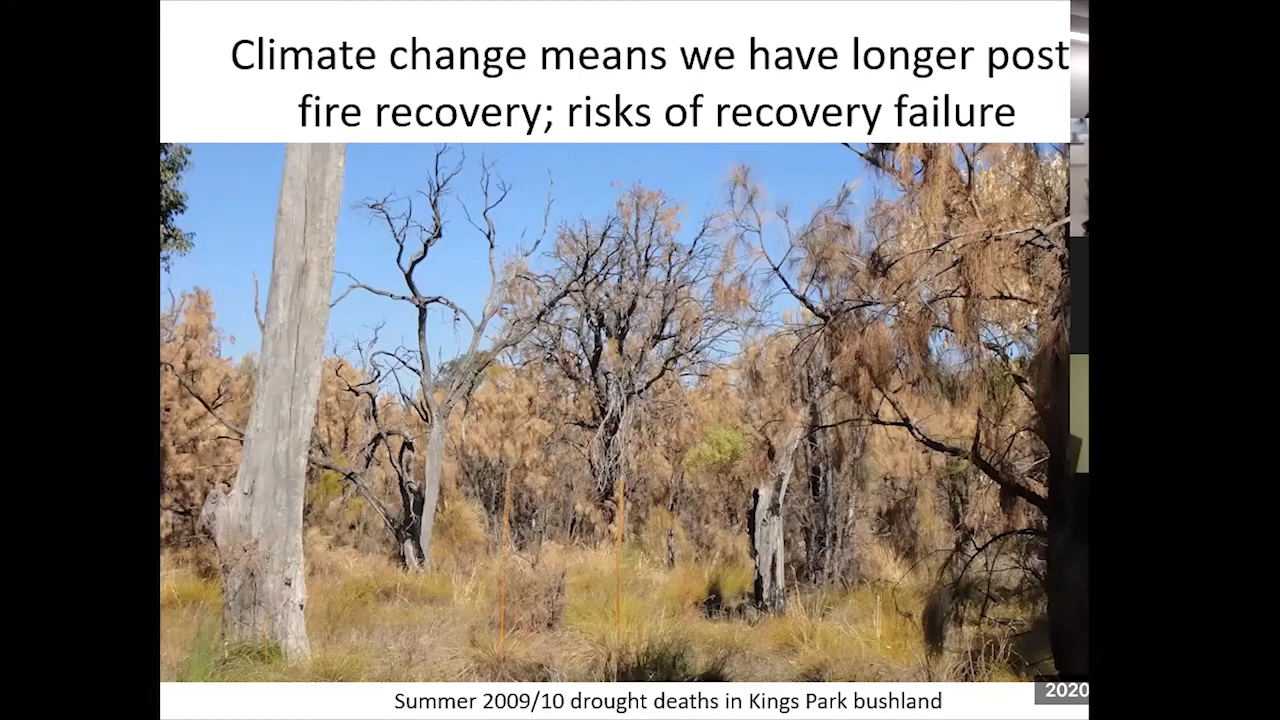 Climate change means we have longer post
fire recovery; risks of recovery failure
Summer 2009/10 drought deaths in Kings Park bushland
2020